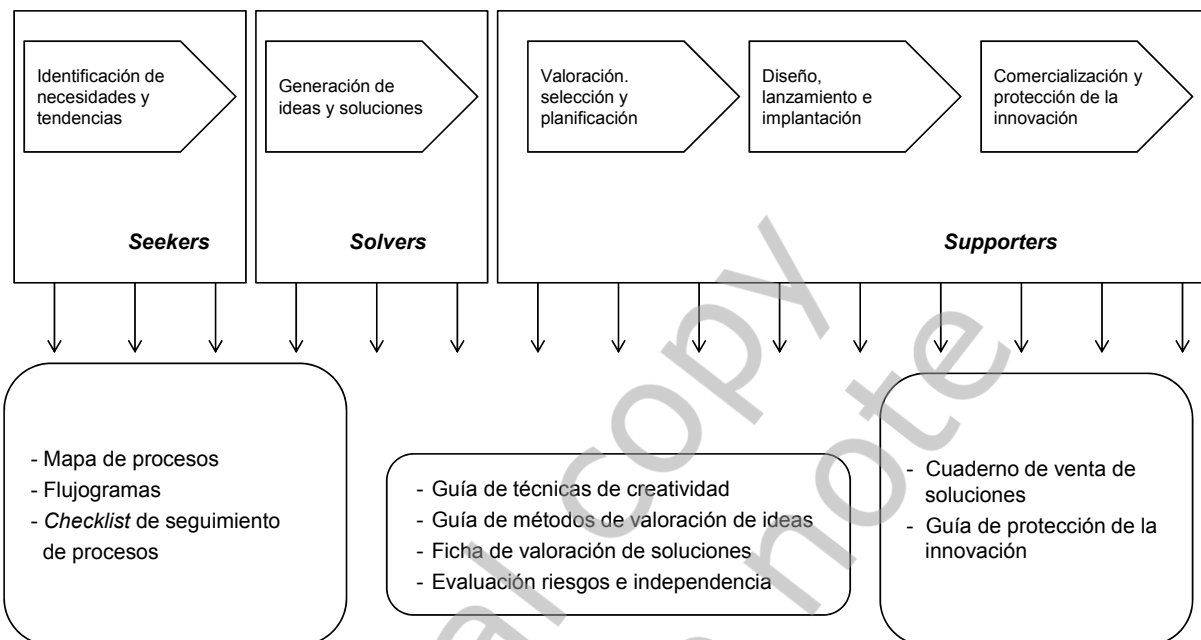 Identificación de
necesidades y
tendencias
Generación de
ideas y soluciones
Valoración.
selección y
planificación
Diseño,
lanzamiento e
implantación
Comercialización y
protección de la
innovación
Seekers
Solvers
Supporters
- Mapa de procesos
- Flujogramas
- Checklist de seguimiento
de procesos
- Guía de técnicas de creatividad
- Guía de métodos de valoración de ideas
- Ficha de valoración de soluciones
- Evaluación riesgos e independencia
- Cuaderno de venta de
soluciones
- Guía de protección de la
innovación
copy
note